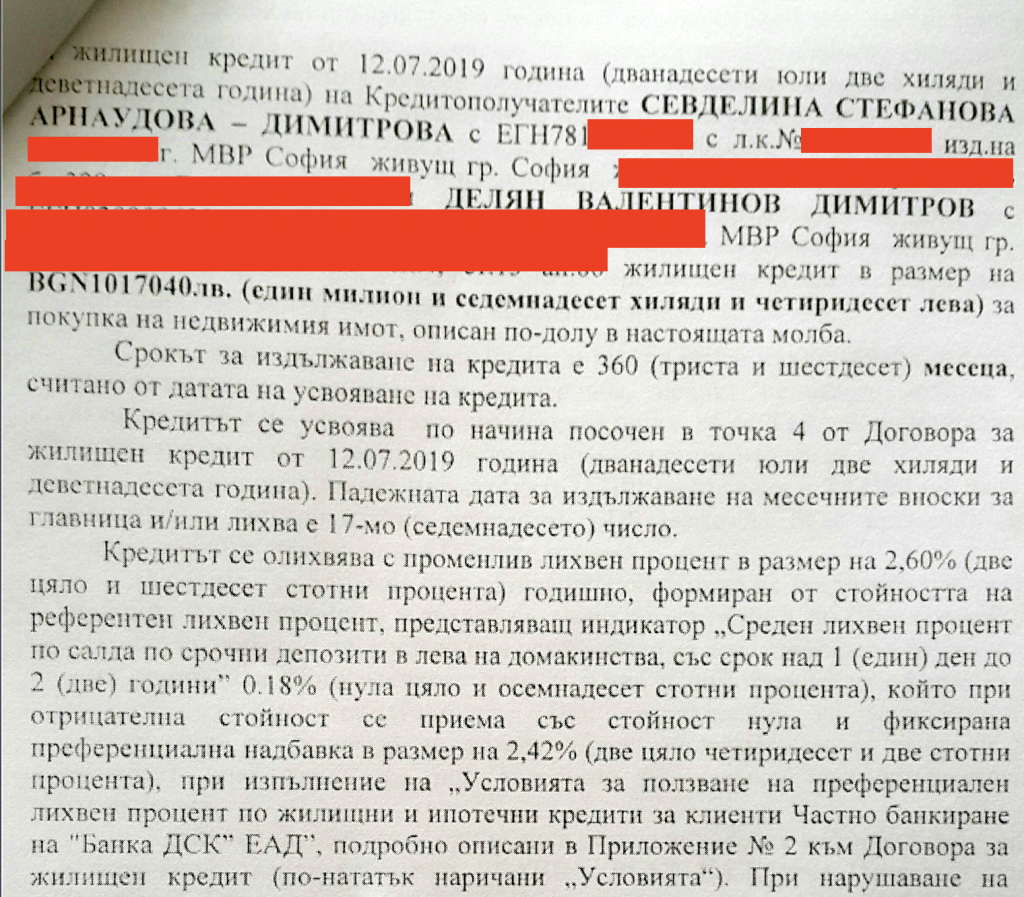 жилищен кредит от 12.07.2019 година (дванадесети юли две хиляди и
деветнадесета година) на Кредитополучателите СЕВДЕЛИНА СТЕФАНОВА
АРНАУДОВА – ДИМИТРОВА с ЕГН781 с л.к.№ изд.на
г. МВР София живущ гр. София
ДЕЛЯН ВАЛЕНТИНОВ ДИМИТРОВ с
МВР София живущ гр.
жилищен кредит в размер на
BGN1017040лв. (един милион и седемнадесет хиляди и четиридесет лева) за
покупка на недвижимия имот, описан по-долу в настоящата молба.
Срокът за издължаване на кредита е 360 (триста и шестдесет) месеца,
считано от датата на усвояване на кредита.
Кредитът се усвоява по начина посочен в точка 4 от Договора за
жилищен кредит от 12.07.2019 година (дванадесети юли две хиляди и
деветнадесета година). Падежната дата за издължаване на месечните вноски за
главница и/или лихва е 17-мо (седемнадесето) число.
Кредитът се олихвява с променлив лихвен процент в размер на 2,60% (две
цяло и шестдесет стотни процента) годишно, формиран от стойността на
референтен лихвен процент, представляващ индикатор „Среден лихвен процент
по салда по срочни депозити в лева на домакинства, със срок над 1 (един) ден до
2 (две) години” 0.18% (нула цяло и осемнадесет стотни процента), който при
отрицателна стойност се приема със стойност нула и фиксирана
преференциална надбавка в размер на 2,42% (две цяло четиридесет и две стотни
процента), при изпълнение на „Условията за ползване на преференциален
лихвен процент по жилищни и ипотечни кредити за клиенти Частно банкиране
на "Банка ДСК” ЕАД”, подробно описани в Приложение № 2 към Договора за
жилищен кредит (по-нататък наричани „Условията“). При нарушаване на